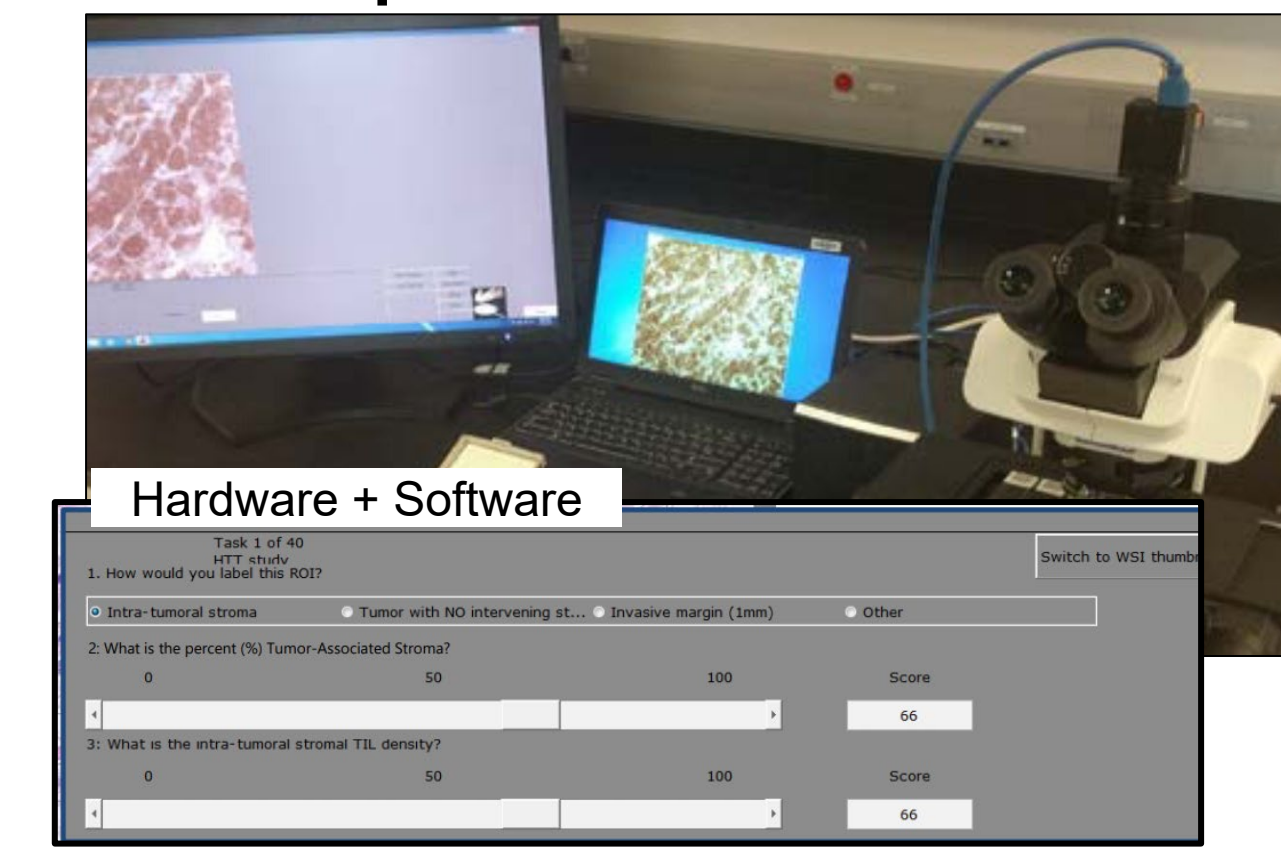 Hardware + Software
Task 1 of 40
HTT study
1. How would you label this ROI?
Switch to WSI thumbn
Intra-tumoral stroma Tumor with NO intervening st... Invasive margin (1mm) Other
2: What is the percent (%) Tumor-Associated Stroma?
0 50 100 Score
66
3: What is the intra-tumoral stromal TIL density?
0 50 100 Score
66